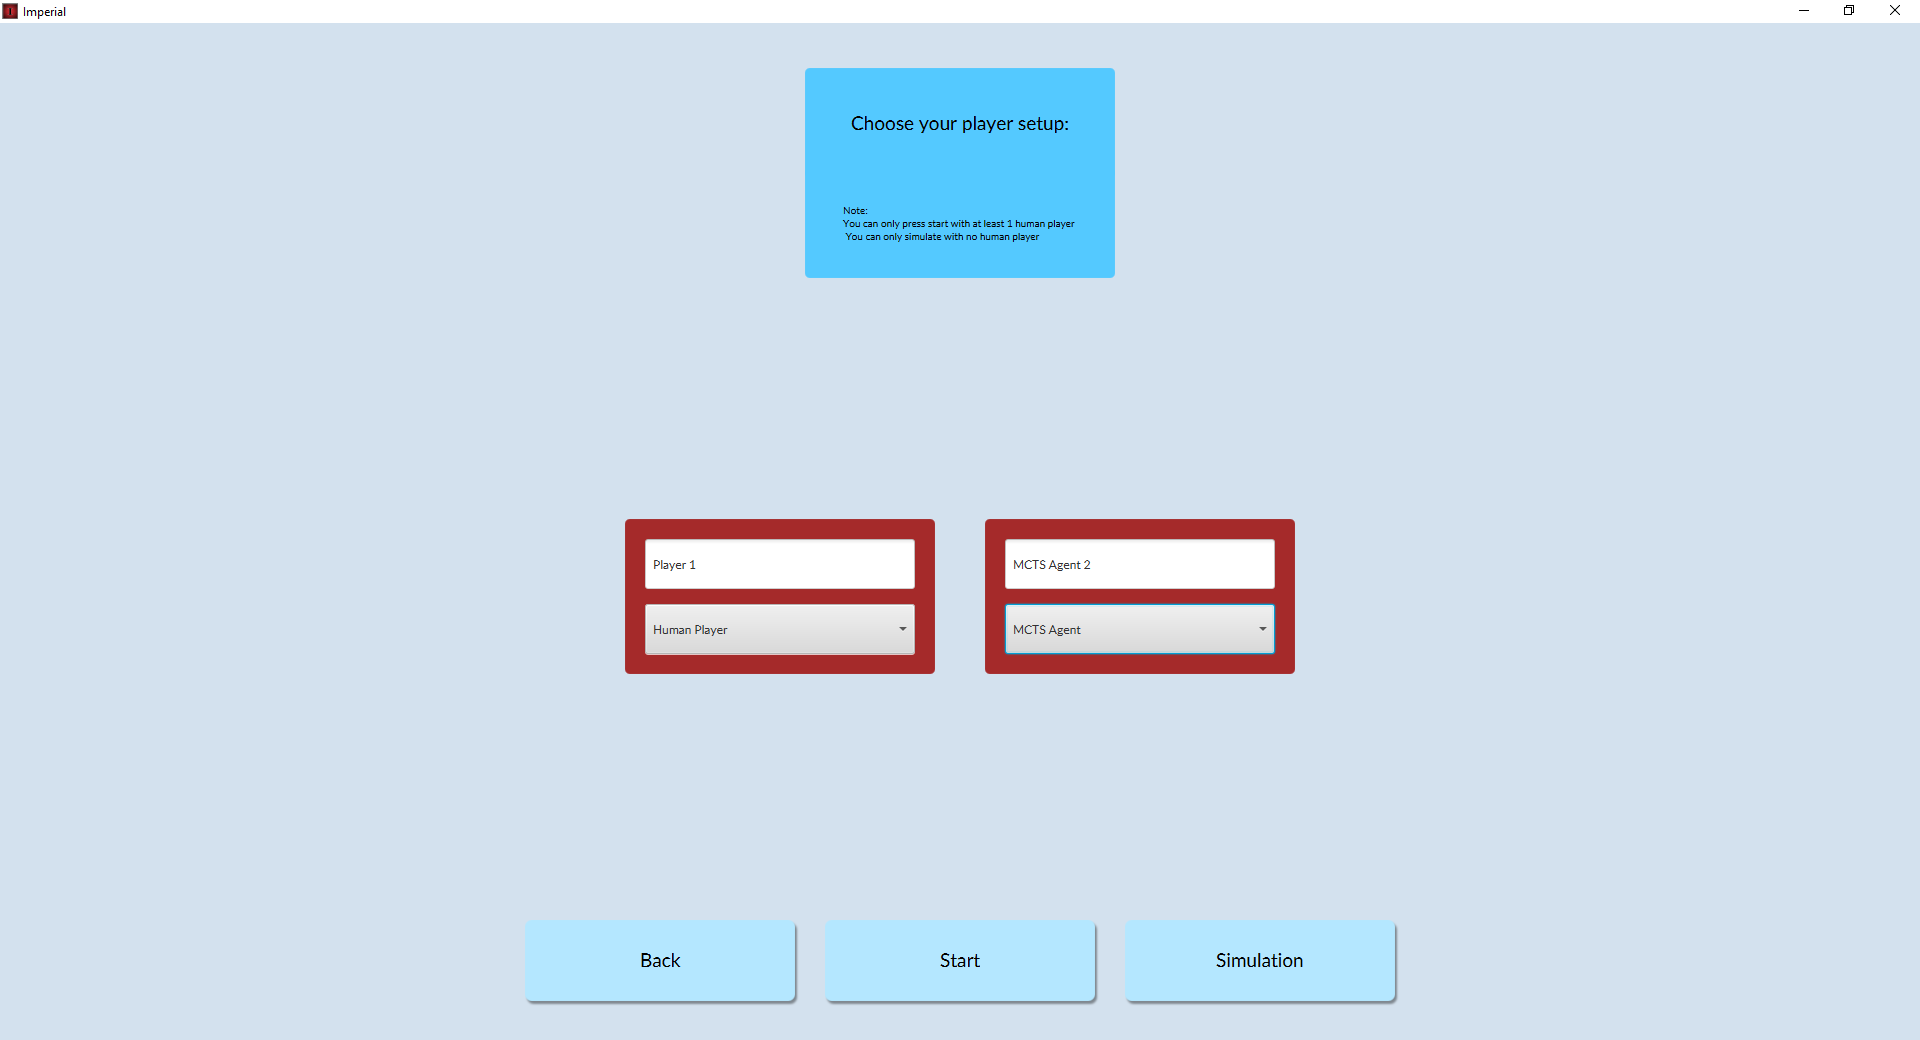 Imperial
Choose your player setup:
Note:
You can only press start with at least 1 human player
You can only simulate with no human player
Player 1
MCTS Agent 2
Human Player
MCTS Agent
Back
Start
Simulation